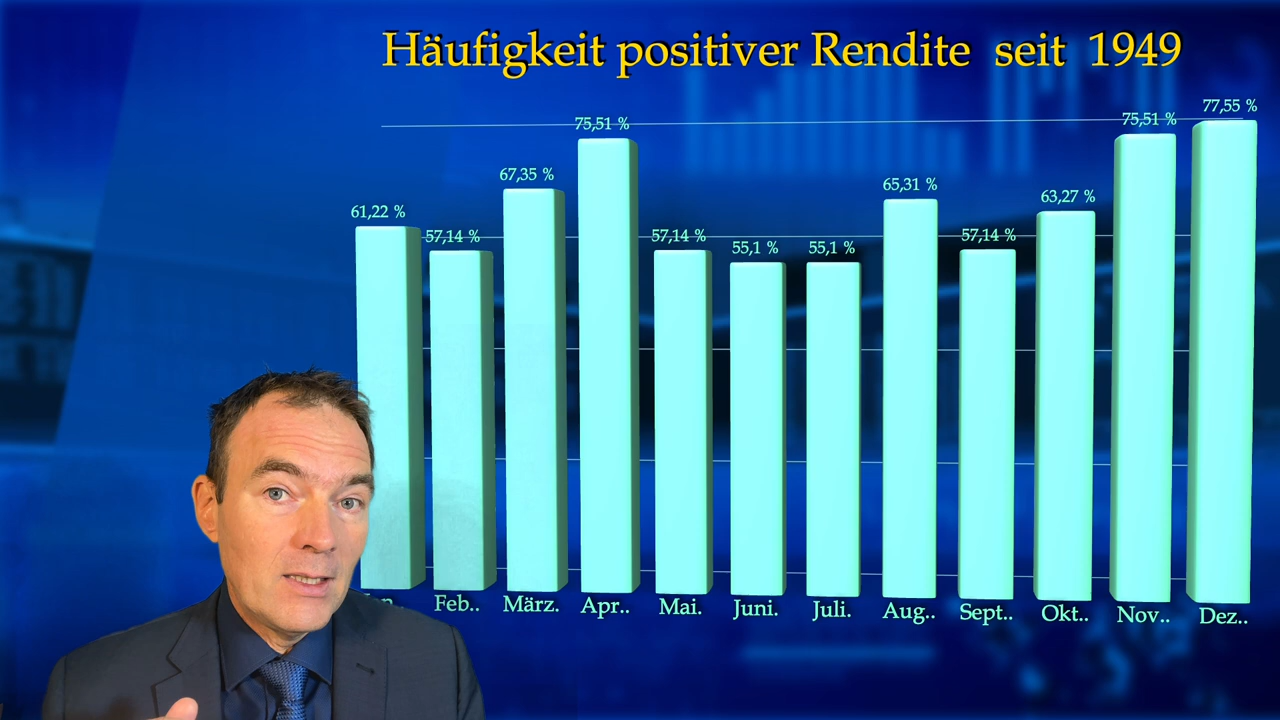 Häufigkeit positiver Rendite seit 1949
61,22 %
57,14 %
67,35 %
75,51 %
57,14 %
55,1 %
55,1 %
65,31 %
57,14 %
63,27 %
75,51 %
77,55 %
Feb..
März.
Apr..
Mai.
Juni.
Juli.
Aug..
Sept..
Okt..
Nov..
Dez..